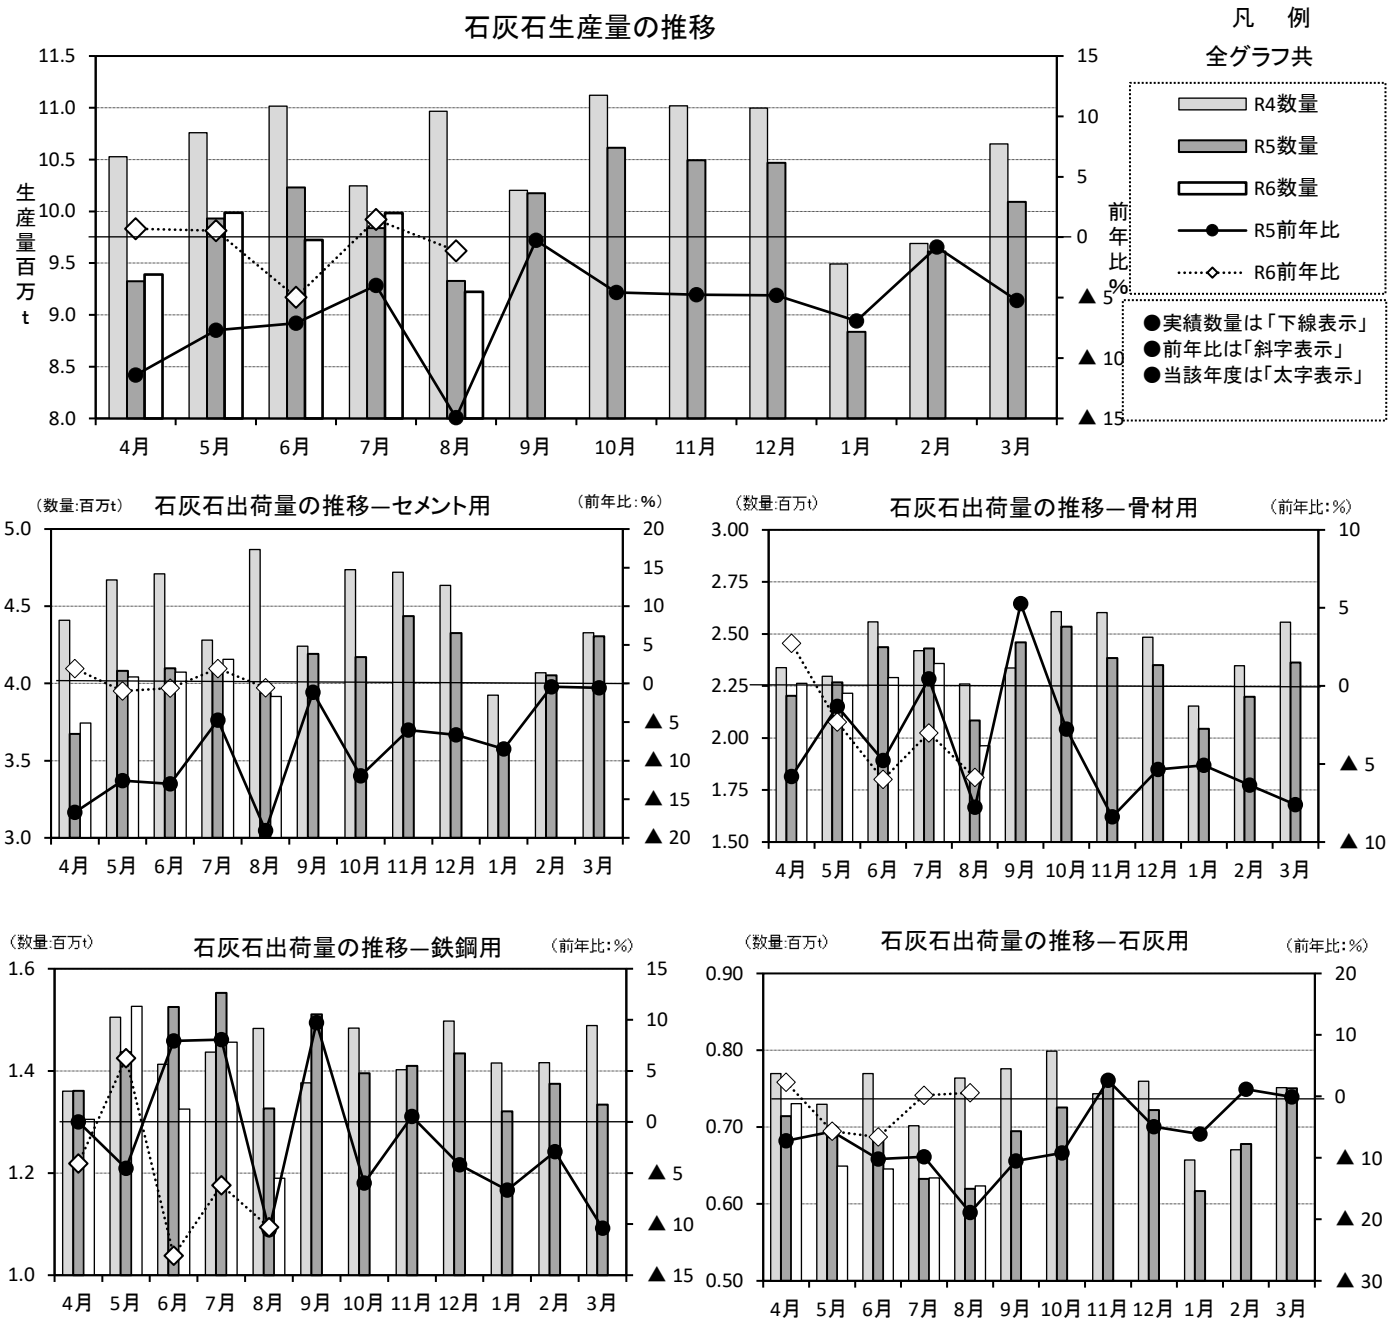 石灰石生産量の推移
凡 例
全グラフ共
R4数量
R5数量
R6数量
R5前年比
R6前年比
●実績数量は「下線表示」
●前年比は「斜字表示」
●当該年度は「太字表示」
生産量百万t
11.5
11.0
10.5
10.0
9.5
9.0
8.5
8.0
前年比%
15
10
5
0
▲ 5
▲ 10
▲ 15
4月 5月 6月 7月 8月 9月 10月 11月 12月 1月 2月 3月
(数量:百万t) 石灰石出荷量の推移―セメント用 (前年比:%)
5.0
4.5
4.0
3.5
3.0
20
15
10
5
0
▲ 5
▲ 10
▲ 15
▲ 20
4月 5月 6月 7月 8月 9月 10月 11月 12月 1月 2月 3月
(数量:百万t) 石灰石出荷量の推移―骨材用 (前年比:%)
3.00
2.75
2.50
2.25
2.00
1.75
1.50
10
5
0
▲ 5
▲ 10
4月 5月 6月 7月 8月 9月 10月 11月 12月 1月 2月 3月
(数量:百万t) 石灰石出荷量の推移―鉄鋼用 (前年比:%)
1.6
1.4
1.2
1.0
15
10
5
0
▲ 5
▲ 10
▲ 15
4月 5月 6月 7月 8月 9月 10月 11月 12月 1月 2月 3月
(数量:百万t) 石灰石出荷量の推移―石灰用 (前年比:%)
0.90
0.80
0.70
0.60
0.50
20
10
0
▲ 10
▲ 20
▲ 30
4月 5月 6月 7月 8月 9月 10月 11月 12月 1月 2月 3月